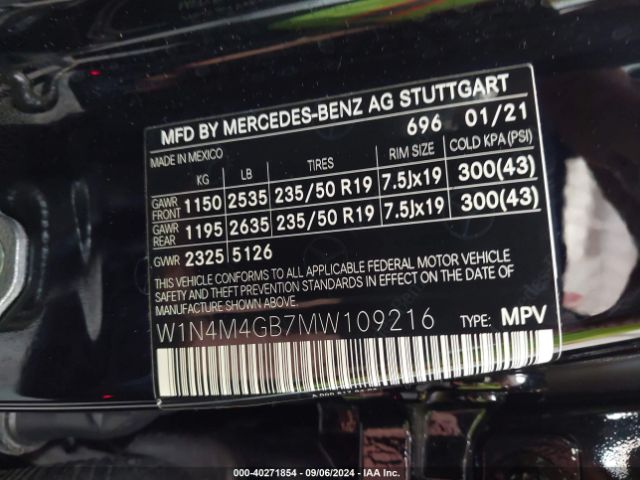 MFD BY MERCEDES-BENZ AG STUTTGART
MADE IN MEXICO 696 01/21
KG LB TIRES RIM SIZE COLD KPA (PSI)
GAWR FRONT 1150 2535 235/50 R19 7.5Jx19 300(43)
GAWR REAR 1195 2635 235/50 R19 7.5Jx19 300(43)
GVWR 2325 5126
THIS VEHICLE CONFORMS TO ALL APPLICABLE FEDERAL MOTOR VEHICLE
SAFETY AND THEFT PREVENTION STANDARDS IN EFFECT ON THE DATE OF
MANUFACTURE SHOWN ABOVE.
W1N4M4GB7MW109216 TYPE: MPV
000-40271854 - 09/06/2024 - IAA Inc.